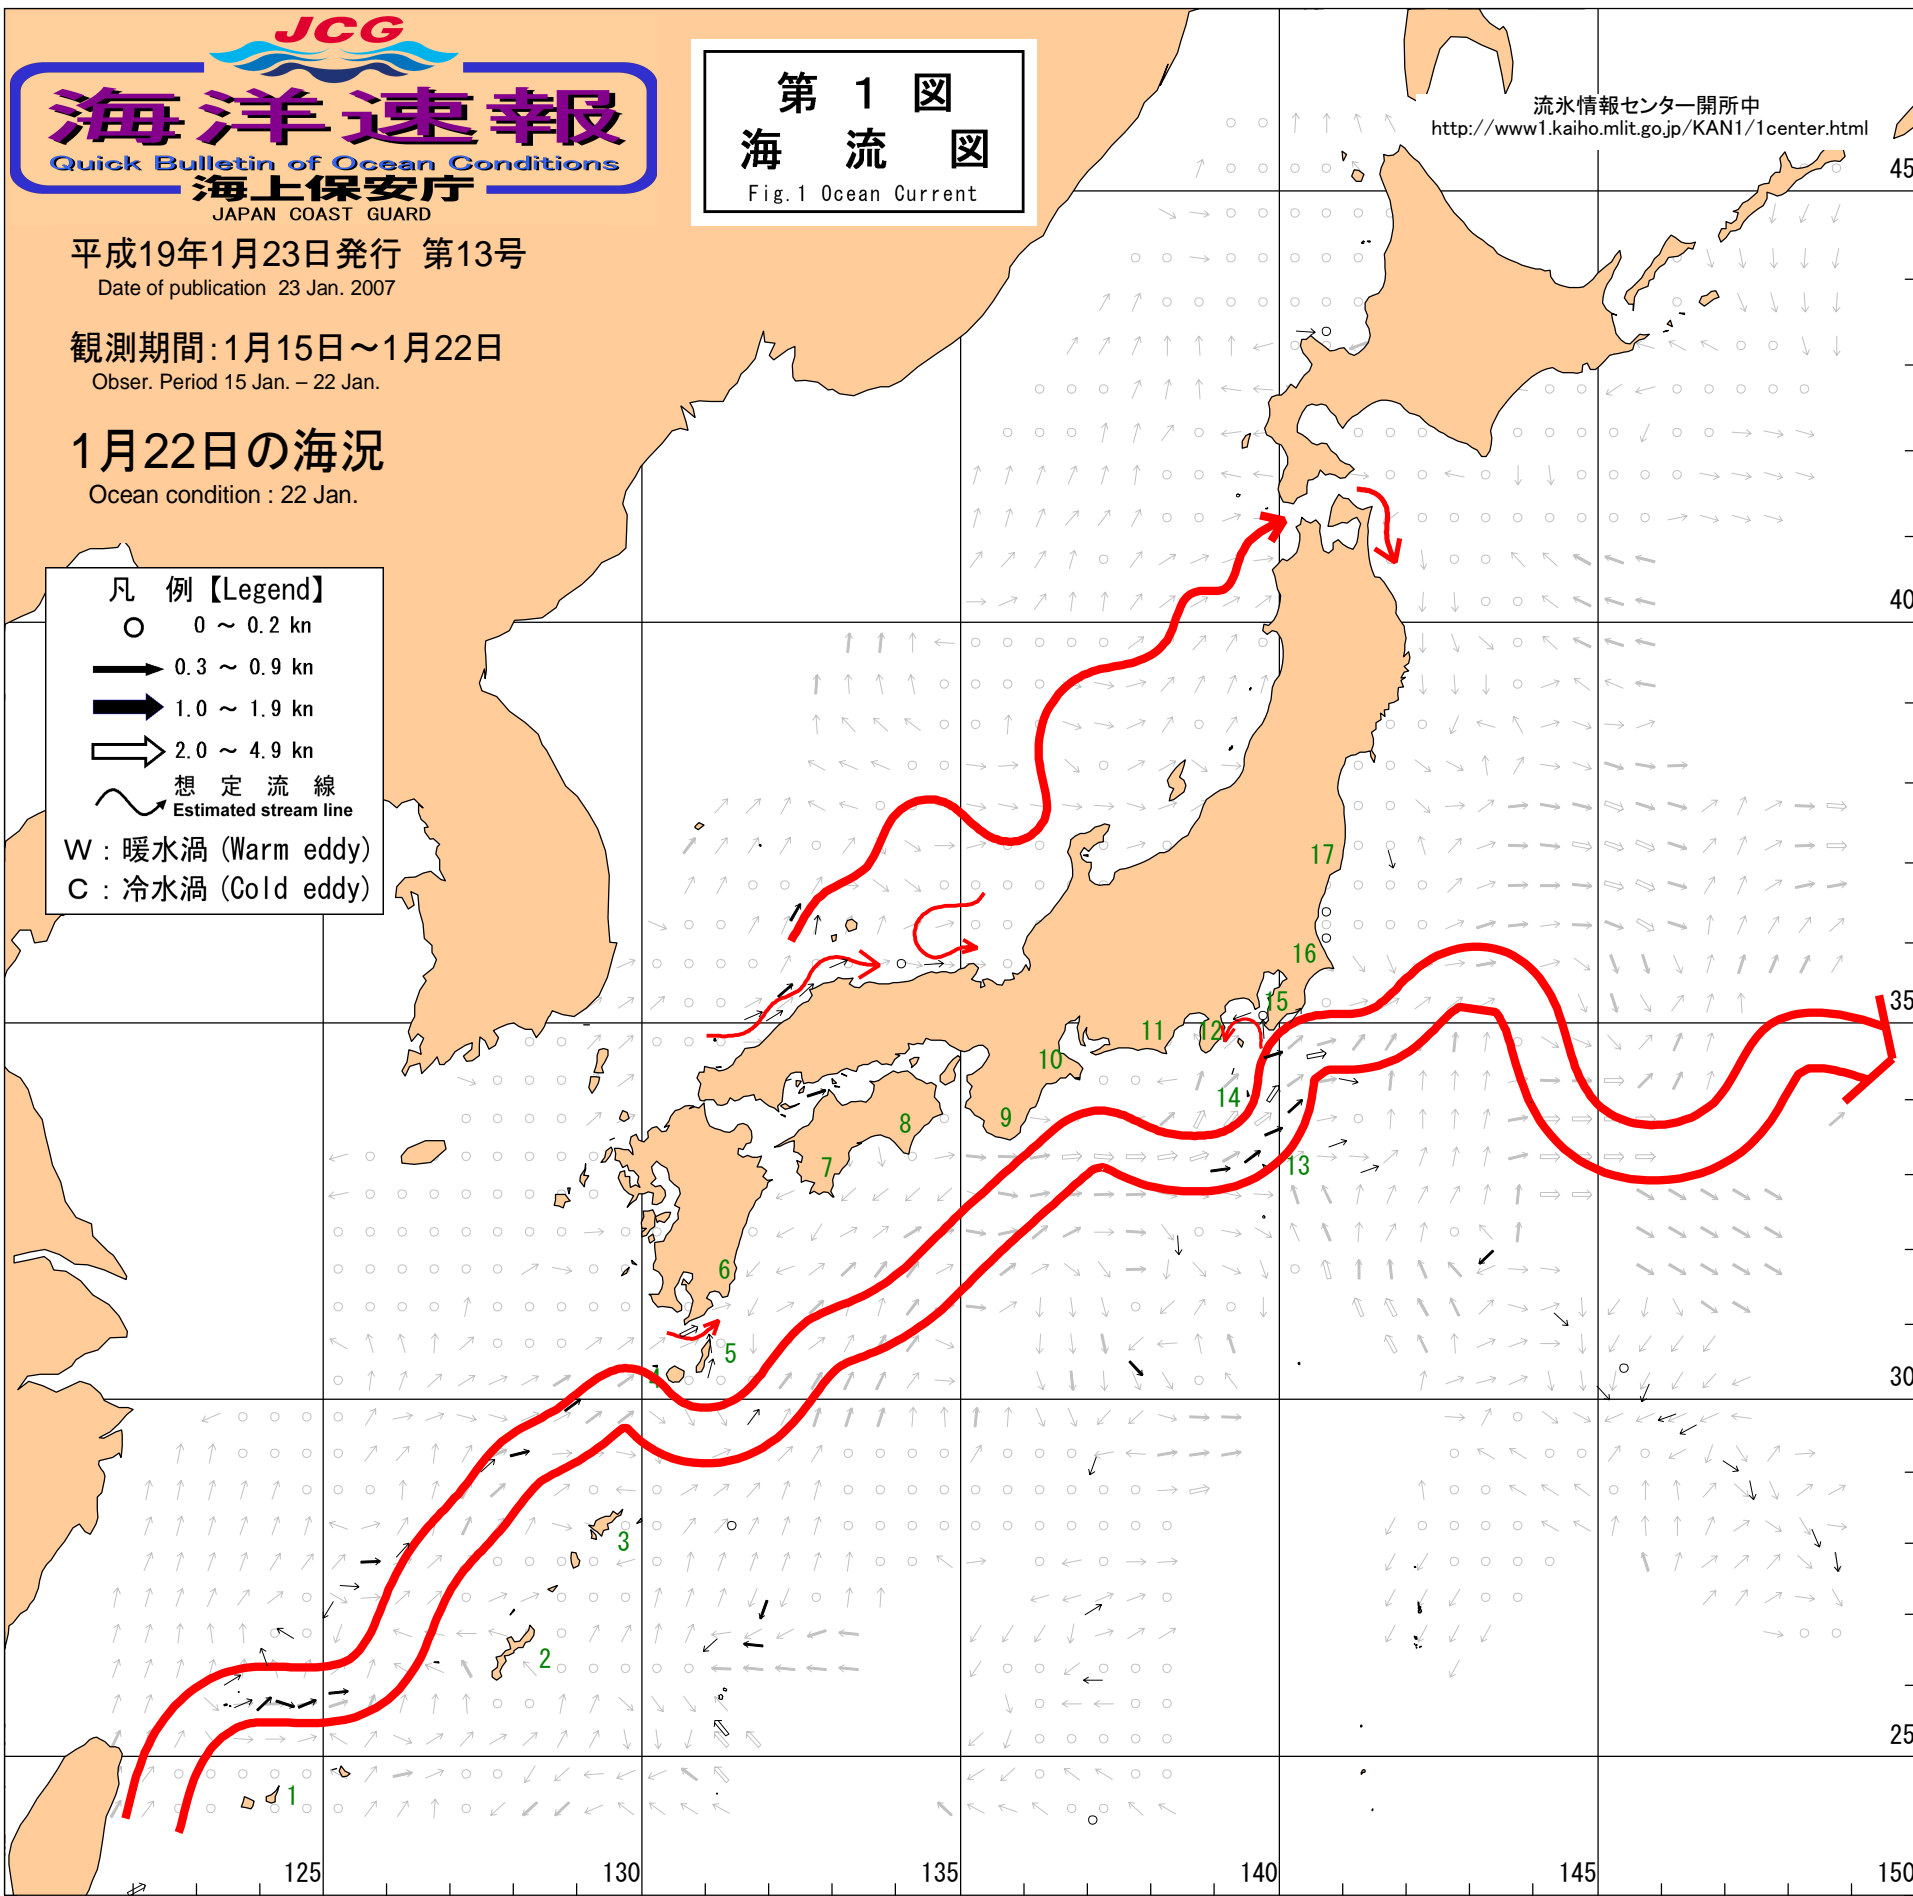 JCG
海洋速報
Quick Bulletin of Ocean Conditions
海上保安庁
JAPAN COAST GUARD
平成19年1月23日発行 第13号
Date of publication 23 Jan. 2007
観測期間：1月15日～1月22日
Obser. Period 15 Jan. – 22 Jan.
1月22日の海況
Ocean condition : 22 Jan.
第 1 図
海 流 図
Fig.1 Ocean Current
流氷情報センター開所中
http://www1.kaiho.mlit.go.jp/KAN1/1center.html
凡 例【Legend】
0 ～ 0.2 kn
0.3 ～ 0.9 kn
1.0 ～ 1.9 kn
2.0 ～ 4.9 kn
想 定 流 線
Estimated stream line
W : 暖水渦 (Warm eddy)
C : 冷水渦 (Cold eddy)
45
40
35
30
25
17
16
15
12
11
10
14
9
8
7
13
6
5
4
3
2
1
125
130
135
140
145
150